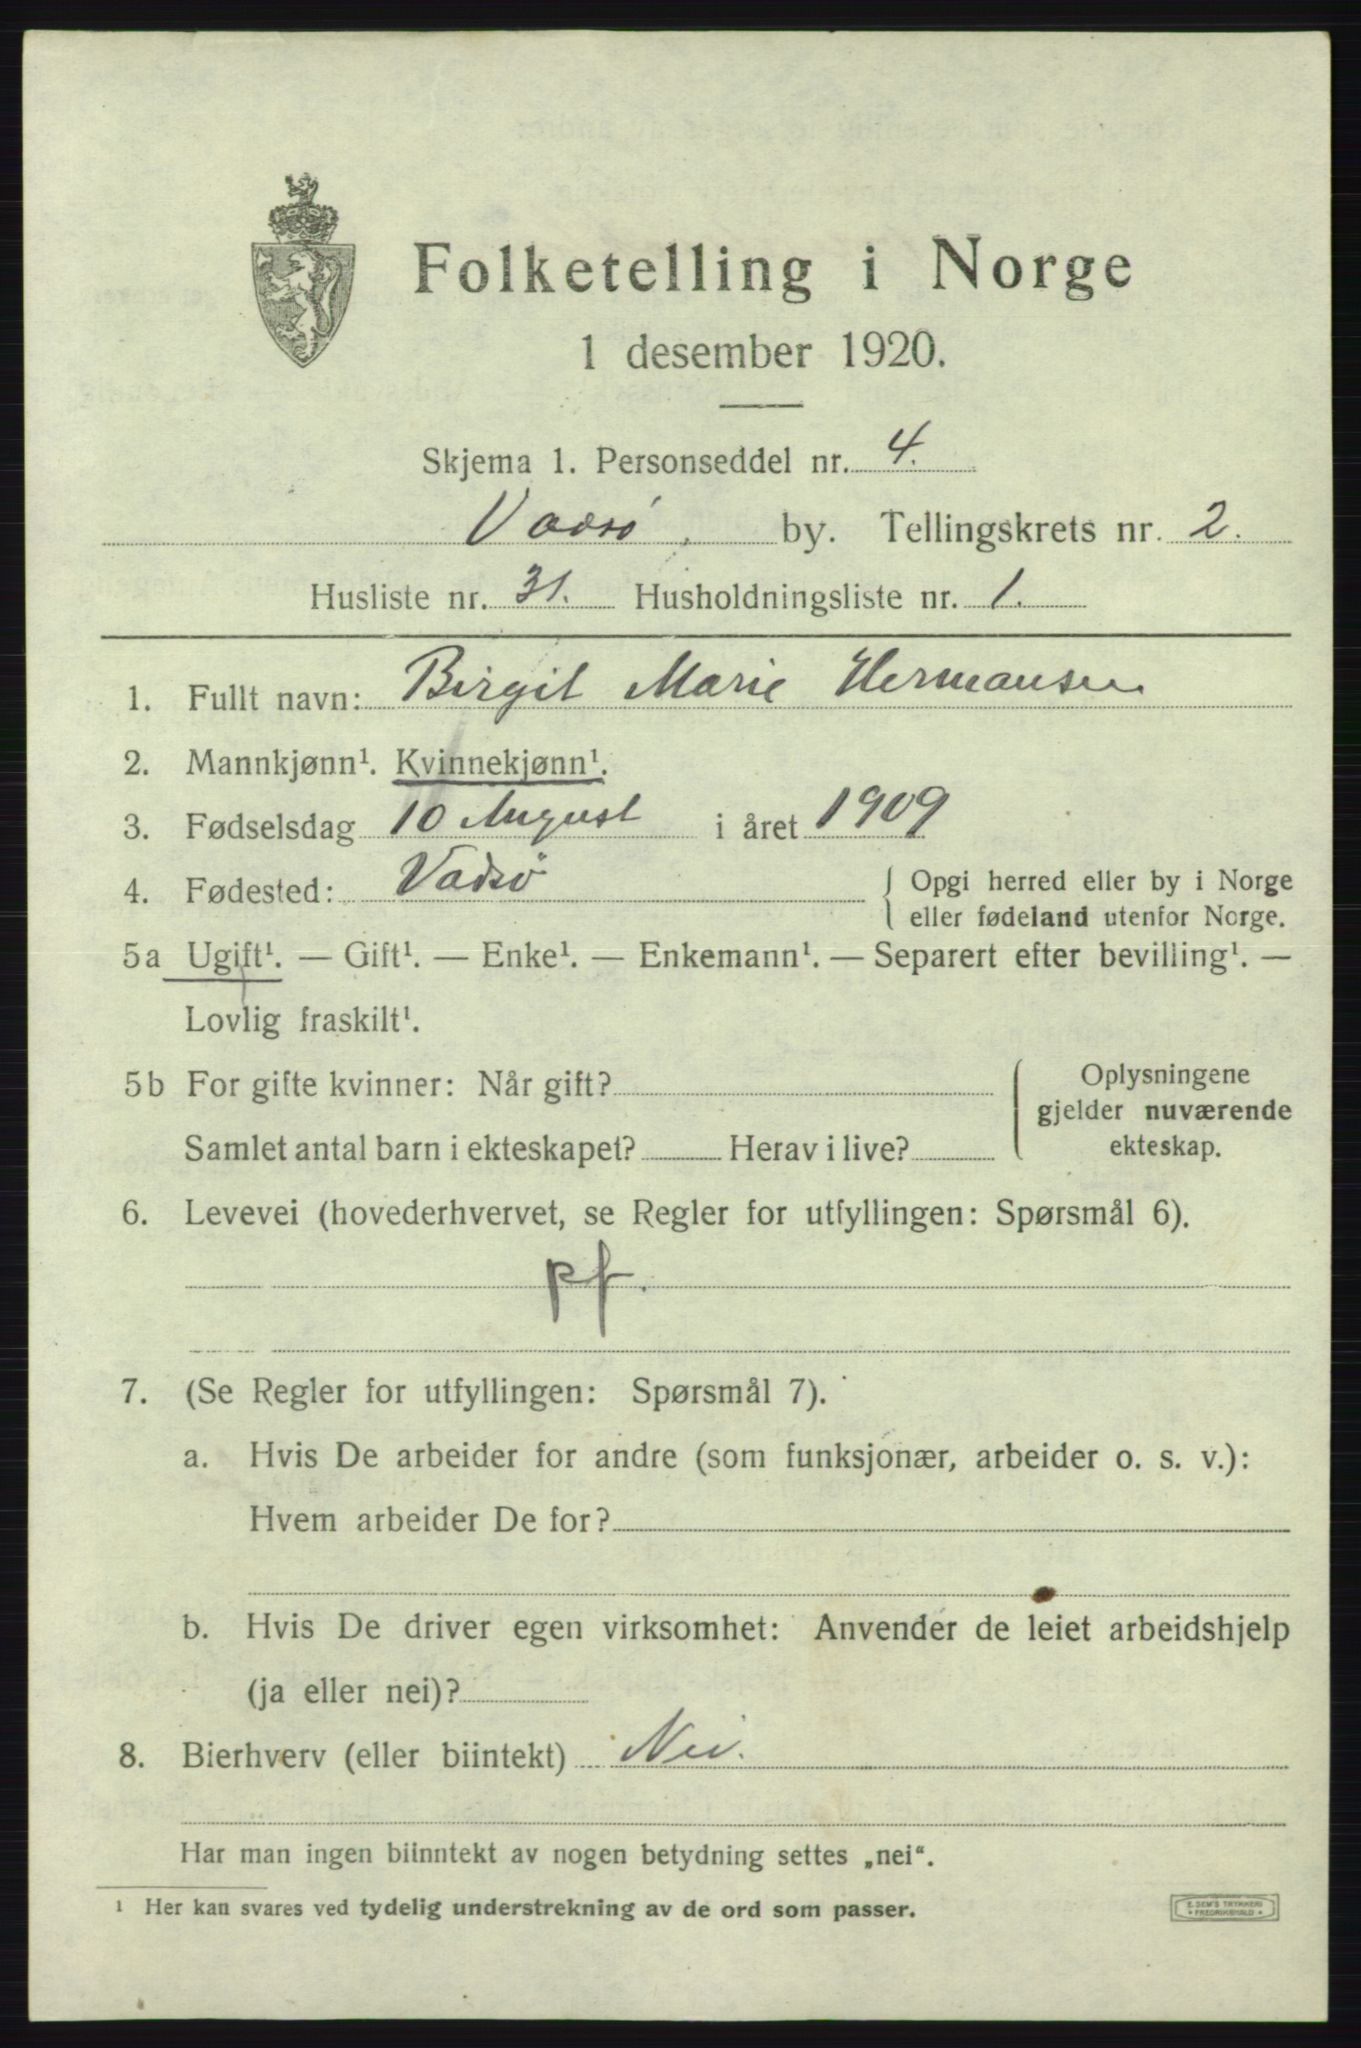 Folketelling i Norge
1 desember 1920.
Skjema 1. Personseddel nr. 4.
Vadsø, by. Tellingskrets nr. 2.
Husliste nr. 31. Husholdningsliste nr. 1.
1. Fullt navn: Birgit Marie Hermansen
2. Mannkjønn¹. Kvinnekjønn¹.
3. Fødselsdag 10 August i året 1909
4. Fødested: Vadsø { Opgi herred eller by i Norge
eller fødeland utenfor Norge.
5a Ugift¹. — Gift¹. — Enke¹. — Enkemann¹. — Separert efter bevilling¹. —
Lovlig fraskilt¹.
5b For gifte kvinner: Når gift?
Samlet antal barn i ekteskapet? Herav i live?
Oplysningene
gjelder nuværende
ekteskap.
6. Levevei (hovederhvervet, se Regler for utfyllingen: Spørsmål 6).
pf.
7. (Se Regler for utfyllingen: Spørsmål 7).
a. Hvis De arbeider for andre (som funksjonær, arbeider o. s. v.):
Hvem arbeider De for?
b. Hvis De driver egen virksomhet: Anvender de leiet arbeidshjelp
(ja eller nei)?
8. Bierhverv (eller biintekt) Nei.
Har man ingen biinntekt av nogen betydning settes „nei“.
¹ Her kan svares ved tydelig understrekning av de ord som passer.
E. SEM'S TRYKKERI
FREDRIKSHALD